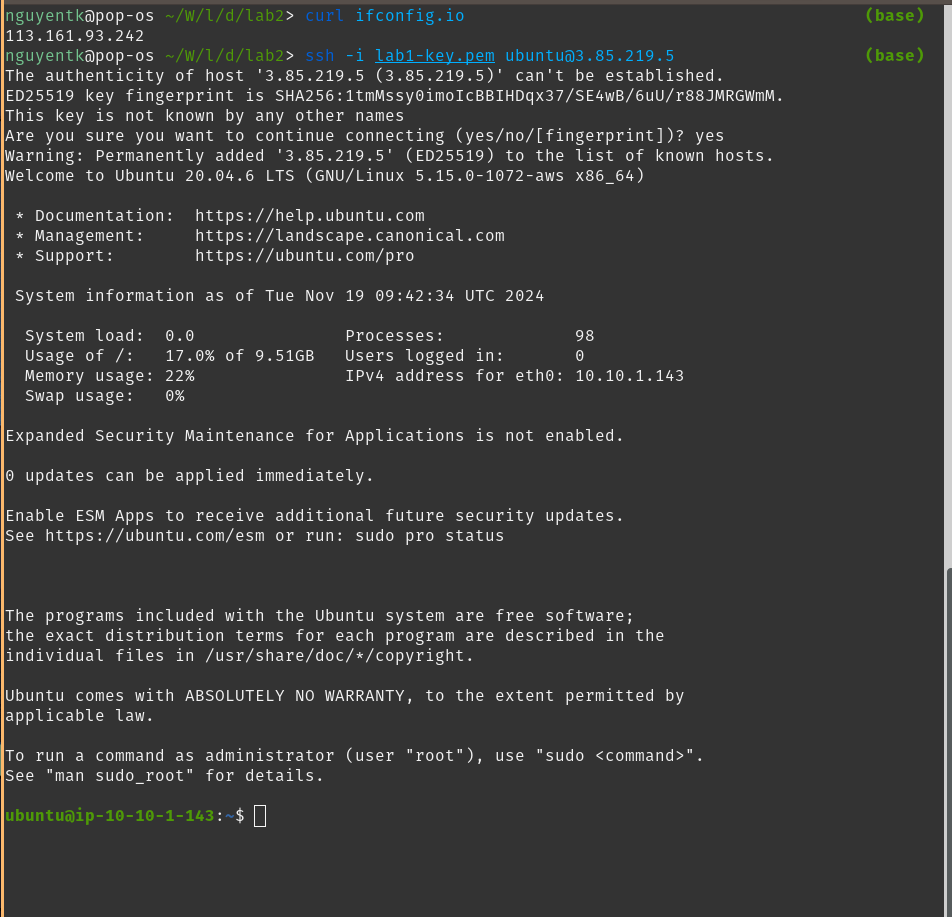 nguyentk@pop-os ~/W/l/d/lab2> curl ifconfig.io (base)
113.161.93.242
nguyentk@pop-os ~/W/l/d/lab2> ssh -i lab1-key.pem ubuntu@3.85.219.5 (base)
The authenticity of host '3.85.219.5 (3.85.219.5)' can't be established.
ED25519 key fingerprint is SHA256:1tmMssy0imoIcBBIHDqx37/SE4wB/6uU/r88JMRGWmM.
This key is not known by any other names
Are you sure you want to continue connecting (yes/no/[fingerprint])? yes
Warning: Permanently added '3.85.219.5' (ED25519) to the list of known hosts.
Welcome to Ubuntu 20.04.6 LTS (GNU/Linux 5.15.0-1072-aws x86_64)
* Documentation:  https://help.ubuntu.com
* Management:     https://landscape.canonical.com
* Support:        https://ubuntu.com/pro
System information as of Tue Nov 19 09:42:34 UTC 2024
System load:  0.0               Processes:             98
Usage of /:   17.0% of 9.51GB   Users logged in:       0
Memory usage: 22%               IPv4 address for eth0: 10.10.1.143
Swap usage:   0%
Expanded Security Maintenance for Applications is not enabled.
0 updates can be applied immediately.
Enable ESM Apps to receive additional future security updates.
See https://ubuntu.com/esm or run: sudo pro status
The programs included with the Ubuntu system are free software;
the exact distribution terms for each program are described in the
individual files in /usr/share/doc/*/copyright.
Ubuntu comes with ABSOLUTELY NO WARRANTY, to the extent permitted by
applicable law.
To run a command as administrator (user "root"), use "sudo <command>".
See "man sudo_root" for details.
ubuntu@ip-10-10-1-143:~$